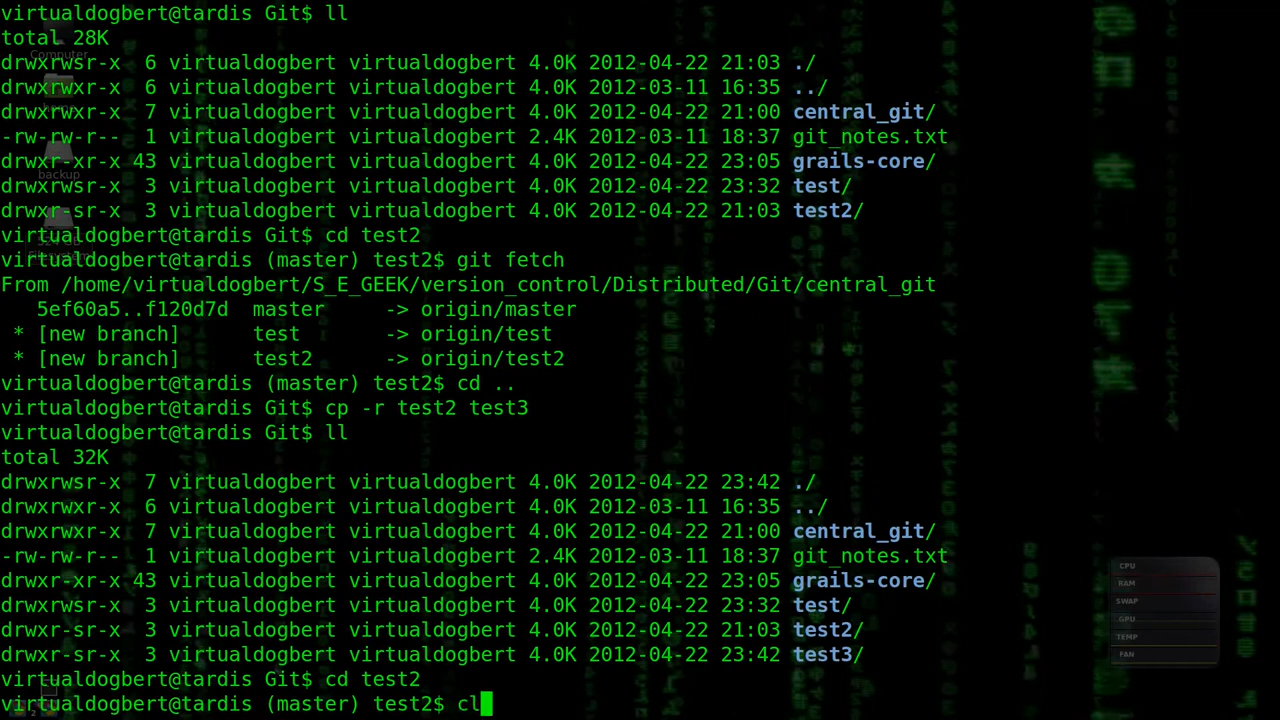 virtualdogbert@tardis Git$ ll
total 28K
drwxrwsr-x  6 virtualdogbert virtualdogbert 4.0K 2012-04-22 21:03 ./
drwxrwxr-x  6 virtualdogbert virtualdogbert 4.0K 2012-03-11 16:35 ../
drwxrwxr-x  7 virtualdogbert virtualdogbert 4.0K 2012-04-22 21:00 central_git/
-rw-rw-r--  1 virtualdogbert virtualdogbert 2.4K 2012-03-11 18:37 git_notes.txt
drwxr-xr-x 43 virtualdogbert virtualdogbert 4.0K 2012-04-22 23:05 grails-core/
drwxrwsr-x  3 virtualdogbert virtualdogbert 4.0K 2012-04-22 23:32 test/
drwxr-sr-x  3 virtualdogbert virtualdogbert 4.0K 2012-04-22 21:03 test2/
virtualdogbert@tardis Git$ cd test2
virtualdogbert@tardis (master) test2$ git fetch
From /home/virtualdogbert/S_E_GEEK/version_control/Distributed/Git/central_git
   5ef60a5..f120d7d  master     -> origin/master
 * [new branch]      test       -> origin/test
 * [new branch]      test2      -> origin/test2
virtualdogbert@tardis (master) test2$ cd ..
virtualdogbert@tardis Git$ cp -r test2 test3
virtualdogbert@tardis Git$ ll
total 32K
drwxrwsr-x  7 virtualdogbert virtualdogbert 4.0K 2012-04-22 23:42 ./
drwxrwxr-x  6 virtualdogbert virtualdogbert 4.0K 2012-03-11 16:35 ../
drwxrwxr-x  7 virtualdogbert virtualdogbert 4.0K 2012-04-22 21:00 central_git/
-rw-rw-r--  1 virtualdogbert virtualdogbert 2.4K 2012-03-11 18:37 git_notes.txt
drwxr-xr-x 43 virtualdogbert virtualdogbert 4.0K 2012-04-22 23:05 grails-core/
drwxrwsr-x  3 virtualdogbert virtualdogbert 4.0K 2012-04-22 23:32 test/
drwxr-sr-x  3 virtualdogbert virtualdogbert 4.0K 2012-04-22 21:03 test2/
drwxr-sr-x  3 virtualdogbert virtualdogbert 4.0K 2012-04-22 23:42 test3/
virtualdogbert@tardis Git$ cd test2
virtualdogbert@tardis (master) test2$ cl
Computer
backup
CPU
RAM
SWAP
GPU
TEMP
FAN